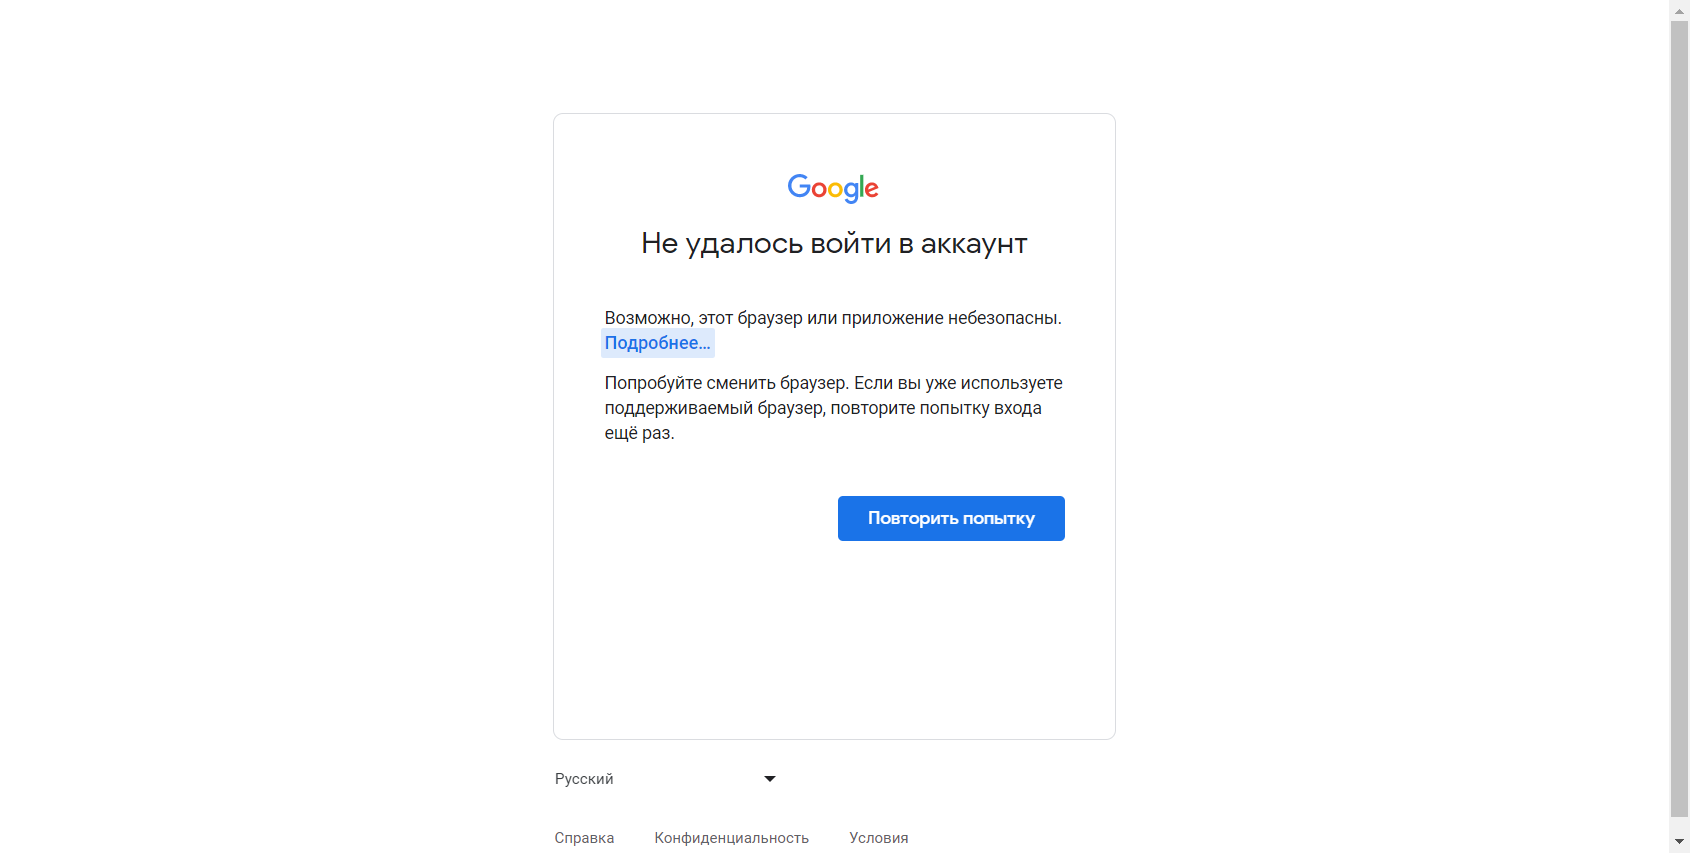 Google
Не удалось войти в аккаунт
Возможно, этот браузер или приложение небезопасны.
Подробнее…
Попробуйте сменить браузер. Если вы уже используете
поддерживаемый браузер, повторите попытку входа
ещё раз.
Повторить попытку
Русский
Справка Конфиденциальность Условия